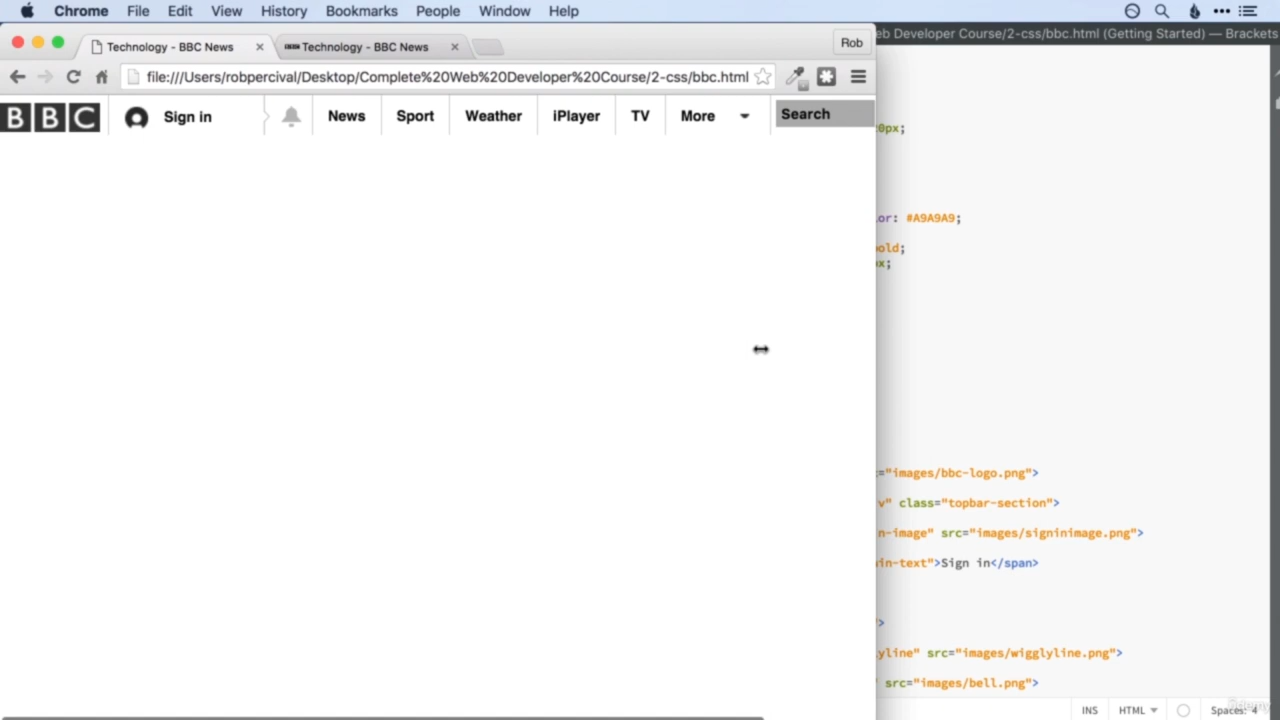 Chrome File Edit View History Bookmarks People Window Help
Technology - BBC News Technology - BBC News Rob
eb Developer Course/2-css/bbc.html (Getting Started) — Brackets
file:///Users/robpercival/Desktop/Complete%20Web%20Developer%20Course/2-css/bbc.html
BBC Sign in News Sport Weather iPlayer TV More Search
0px;
or: #A9A9A9;
old;
x;
="images/bbc-logo.png">
v" class="topbar-section">
n-image" src="images/signinimage.png">
in-text">Sign in</span>
">
yline" src="images/wigglyline.png">
" src="images/bell.png">
INS HTML Spaces: 4
udemy